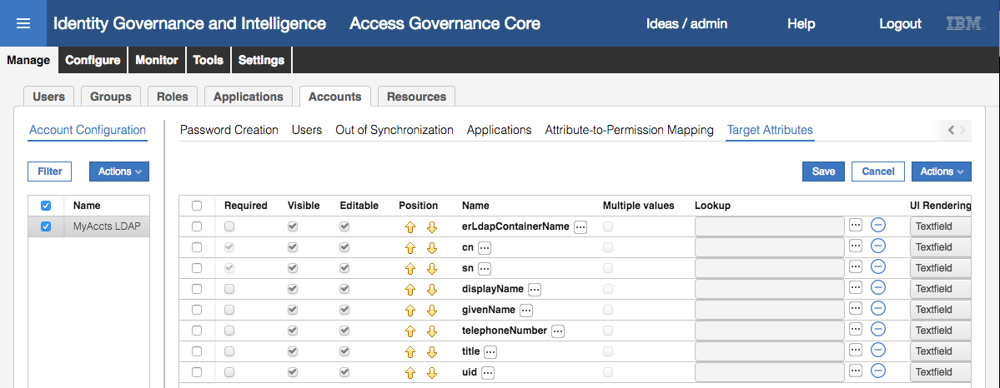 Identity Governance and Intelligence Access Governance Core Ideas / admin Help Logout IBM
Manage Configure Monitor Tools Settings
Users Groups Roles Applications Accounts Resources
Account Configuration Password Creation Users Out of Synchronization Applications Attribute-to-Permission Mapping Target Attributes
Filter Actions Save Cancel Actions
Name Required Visible Editable Position Name Multiple values Lookup UI Rendering
MyAccts LDAP erLdapContainerName ... ... Textfield
cn ... ... Textfield
sn ... ... Textfield
displayName ... ... Textfield
givenName ... ... Textfield
telephoneNumber ... ... Textfield
title ... ... Textfield
uid ... ... Textfield